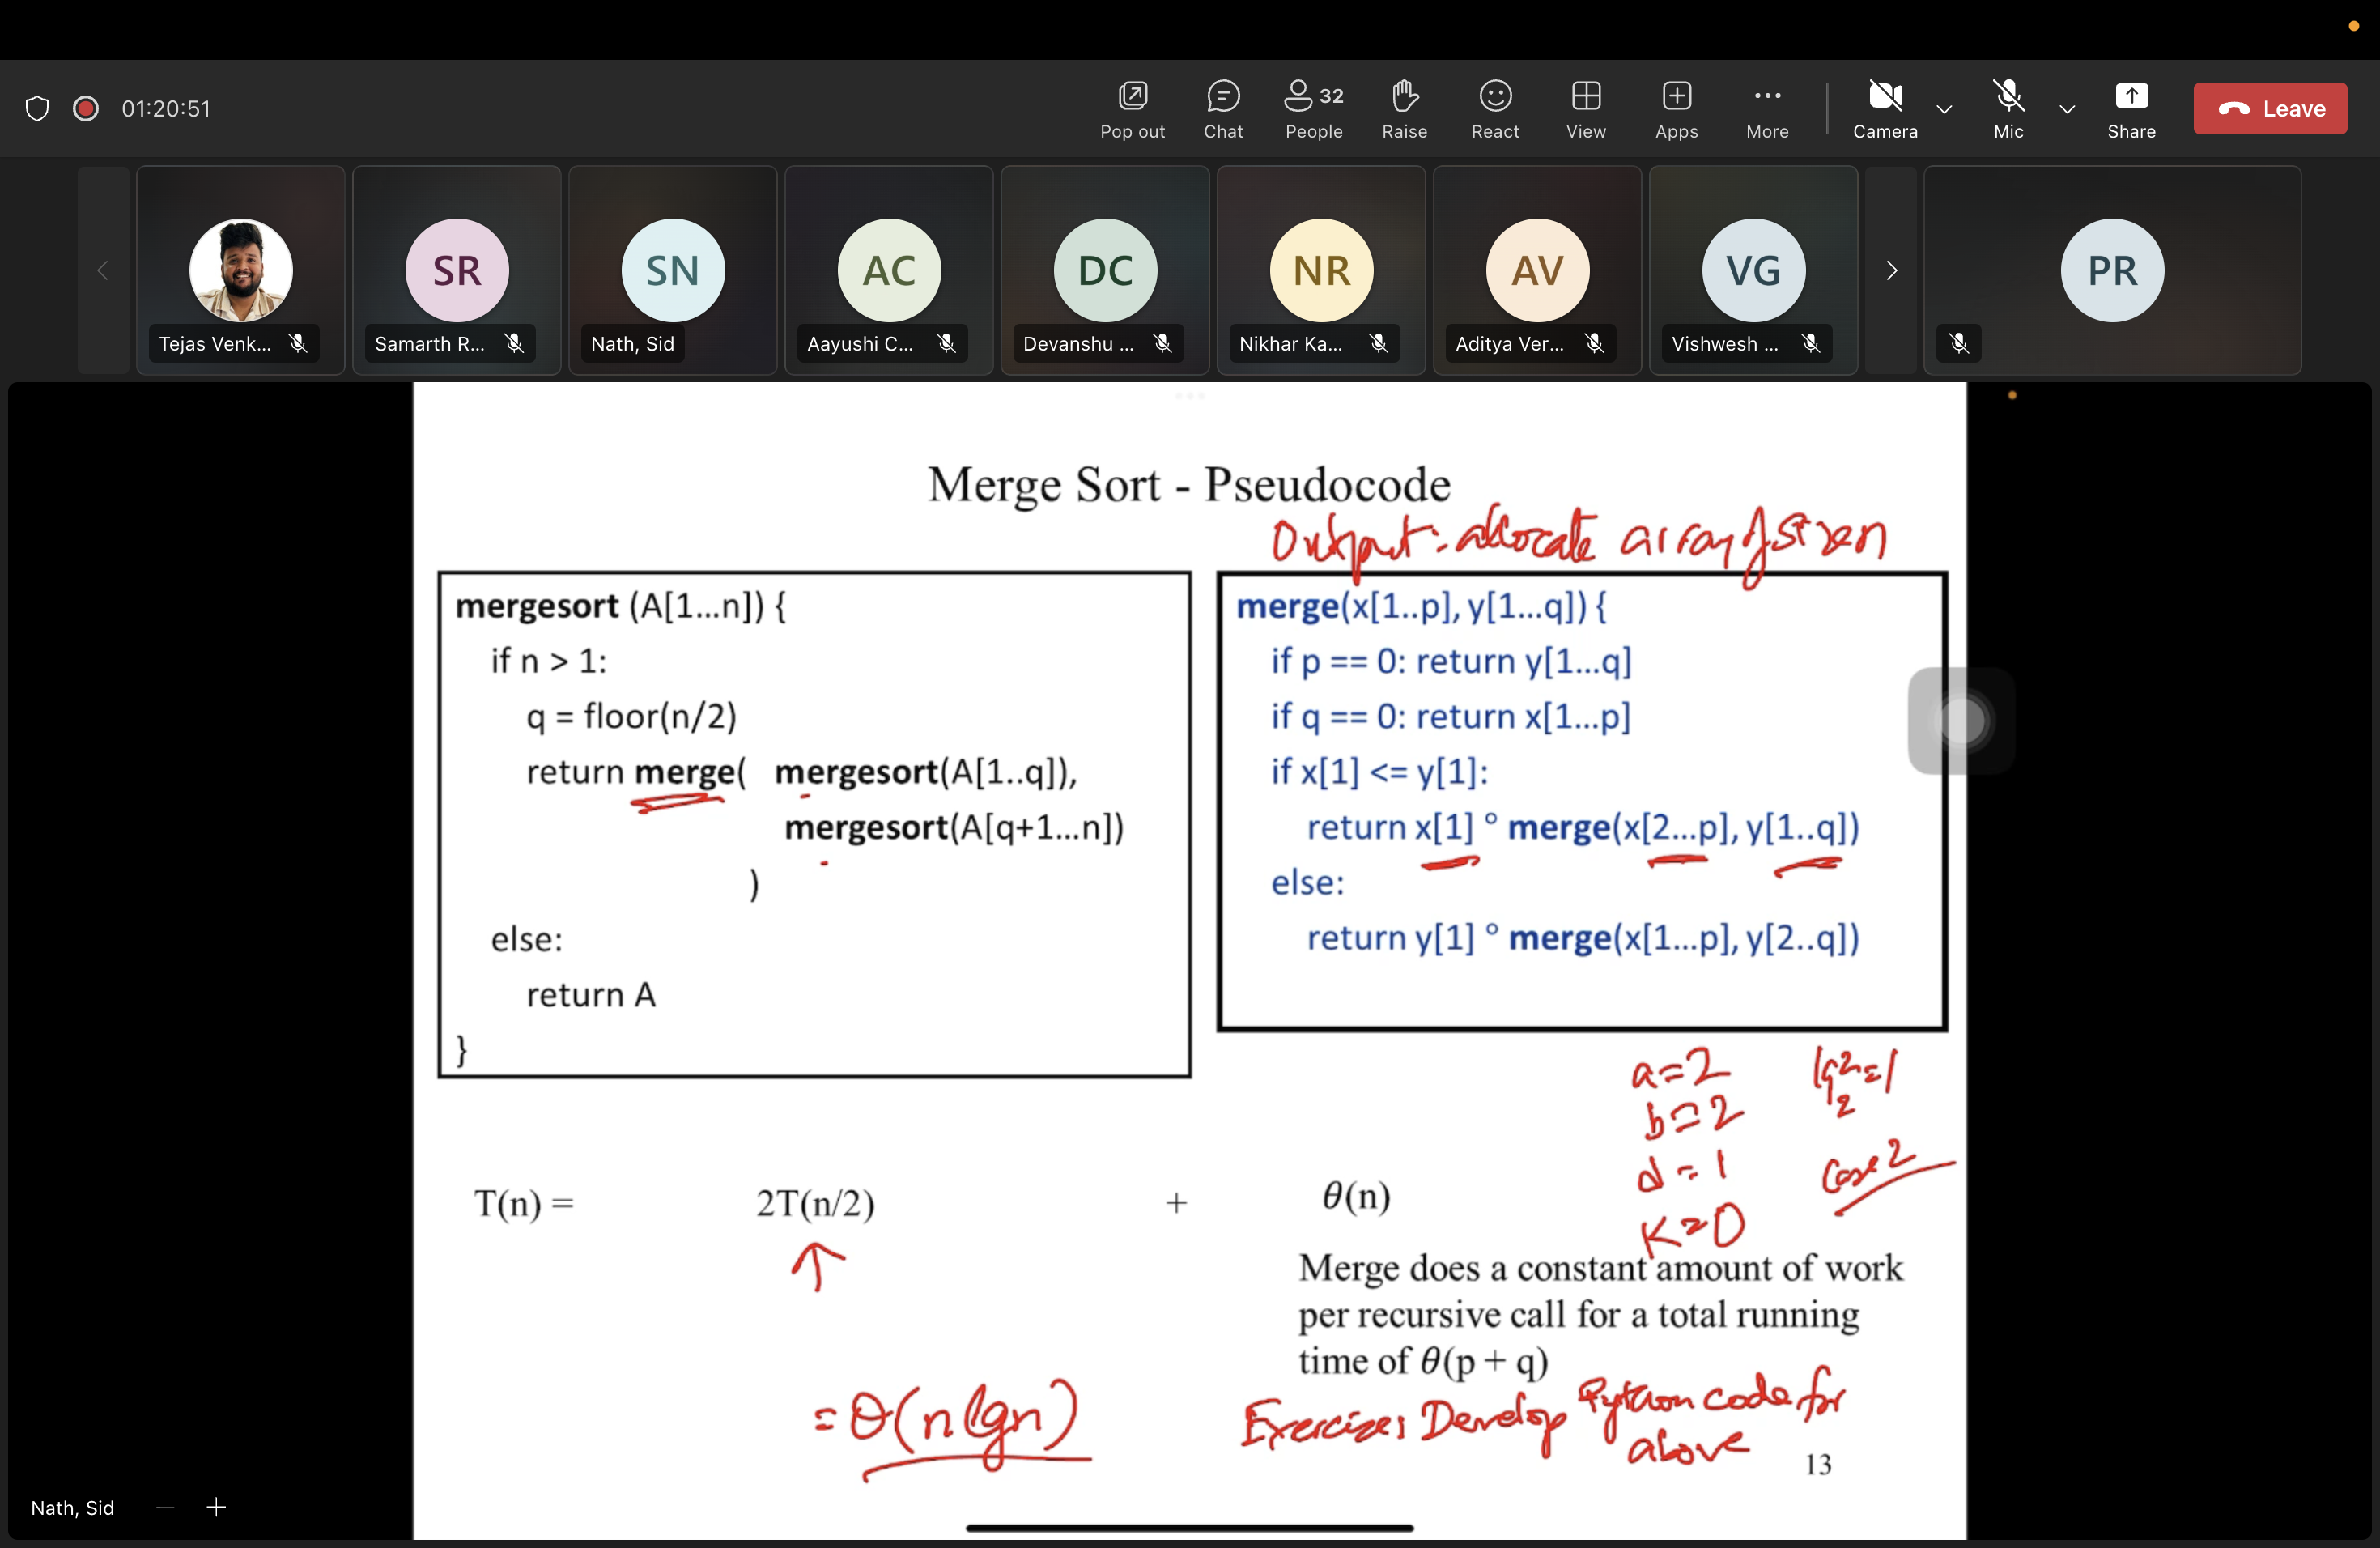 01:20:51
Pop out
Chat
32
People
Raise
React
View
Apps
More
Camera
Mic
Share
Leave
SR
SN
AC
DC
NR
AV
VG
PR
Tejas Venk...
Samarth R...
Nath, Sid
Aayushi C...
Devanshu ...
Nikhar Ka...
Aditya Ver...
Vishwesh ...
Merge Sort - Pseudocode
Output: allocate array of size n
mergesort (A[1...n]) {
if n > 1:
q = floor(n/2)
return merge( mergesort(A[1..q]),
mergesort(A[q+1...n])
)
else:
return A
}
merge(x[1..p], y[1...q]) {
if p == 0: return y[1...q]
if q == 0: return x[1...p]
if x[1] <= y[1]:
return x[1] ° merge(x[2...p], y[1..q])
else:
return y[1] ° merge(x[1...p], y[2..q])
a=2
b=2
d=1
K=0
lg₂2=1
Case 2
T(n) = 2T(n/2) + θ(n)
Merge does a constant amount of work
per recursive call for a total running
time of θ(p + q)
= Θ(n lg n)
Exercise: Develop Python code for
above
13
Nath, Sid